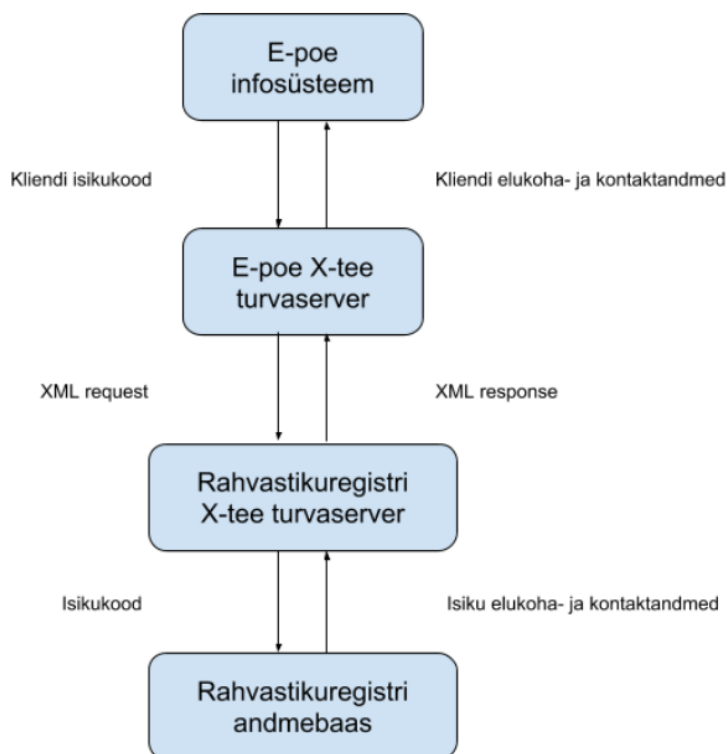 E-poe
infosüsteem
Kliendi isikukood
Kliendi elukoha- ja kontaktandmed
E-poe X-tee
turvaserver
XML request
XML response
Rahvastikuregistri
X-tee turvaserver
Isikukood
Isiku elukoha- ja kontaktandmed
Rahvastikuregistri
andmebaas